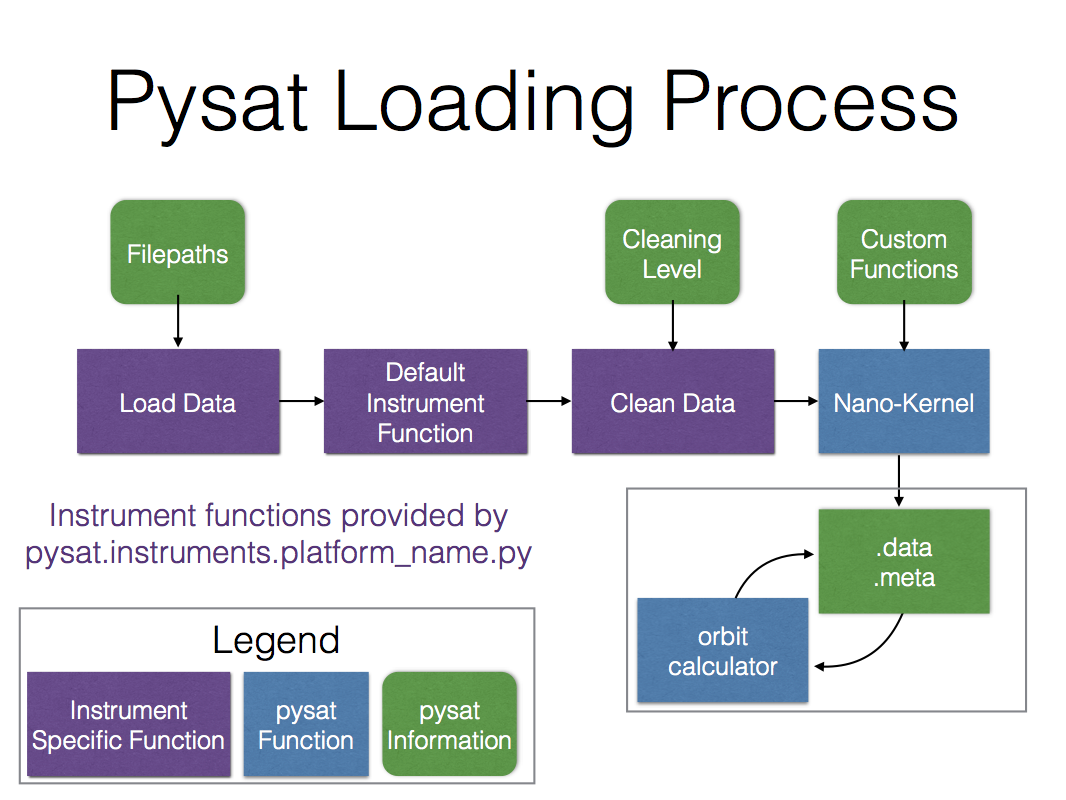 Pysat Loading Process
Filepaths
Cleaning
Level
Custom
Functions
Load Data
Default
Instrument
Function
Clean Data
Nano-Kernel
Instrument functions provided by
pysat.instruments.platform_name.py
.data
.meta
orbit
calculator
Legend
Instrument
Specific Function
pysat
Function
pysat
Information